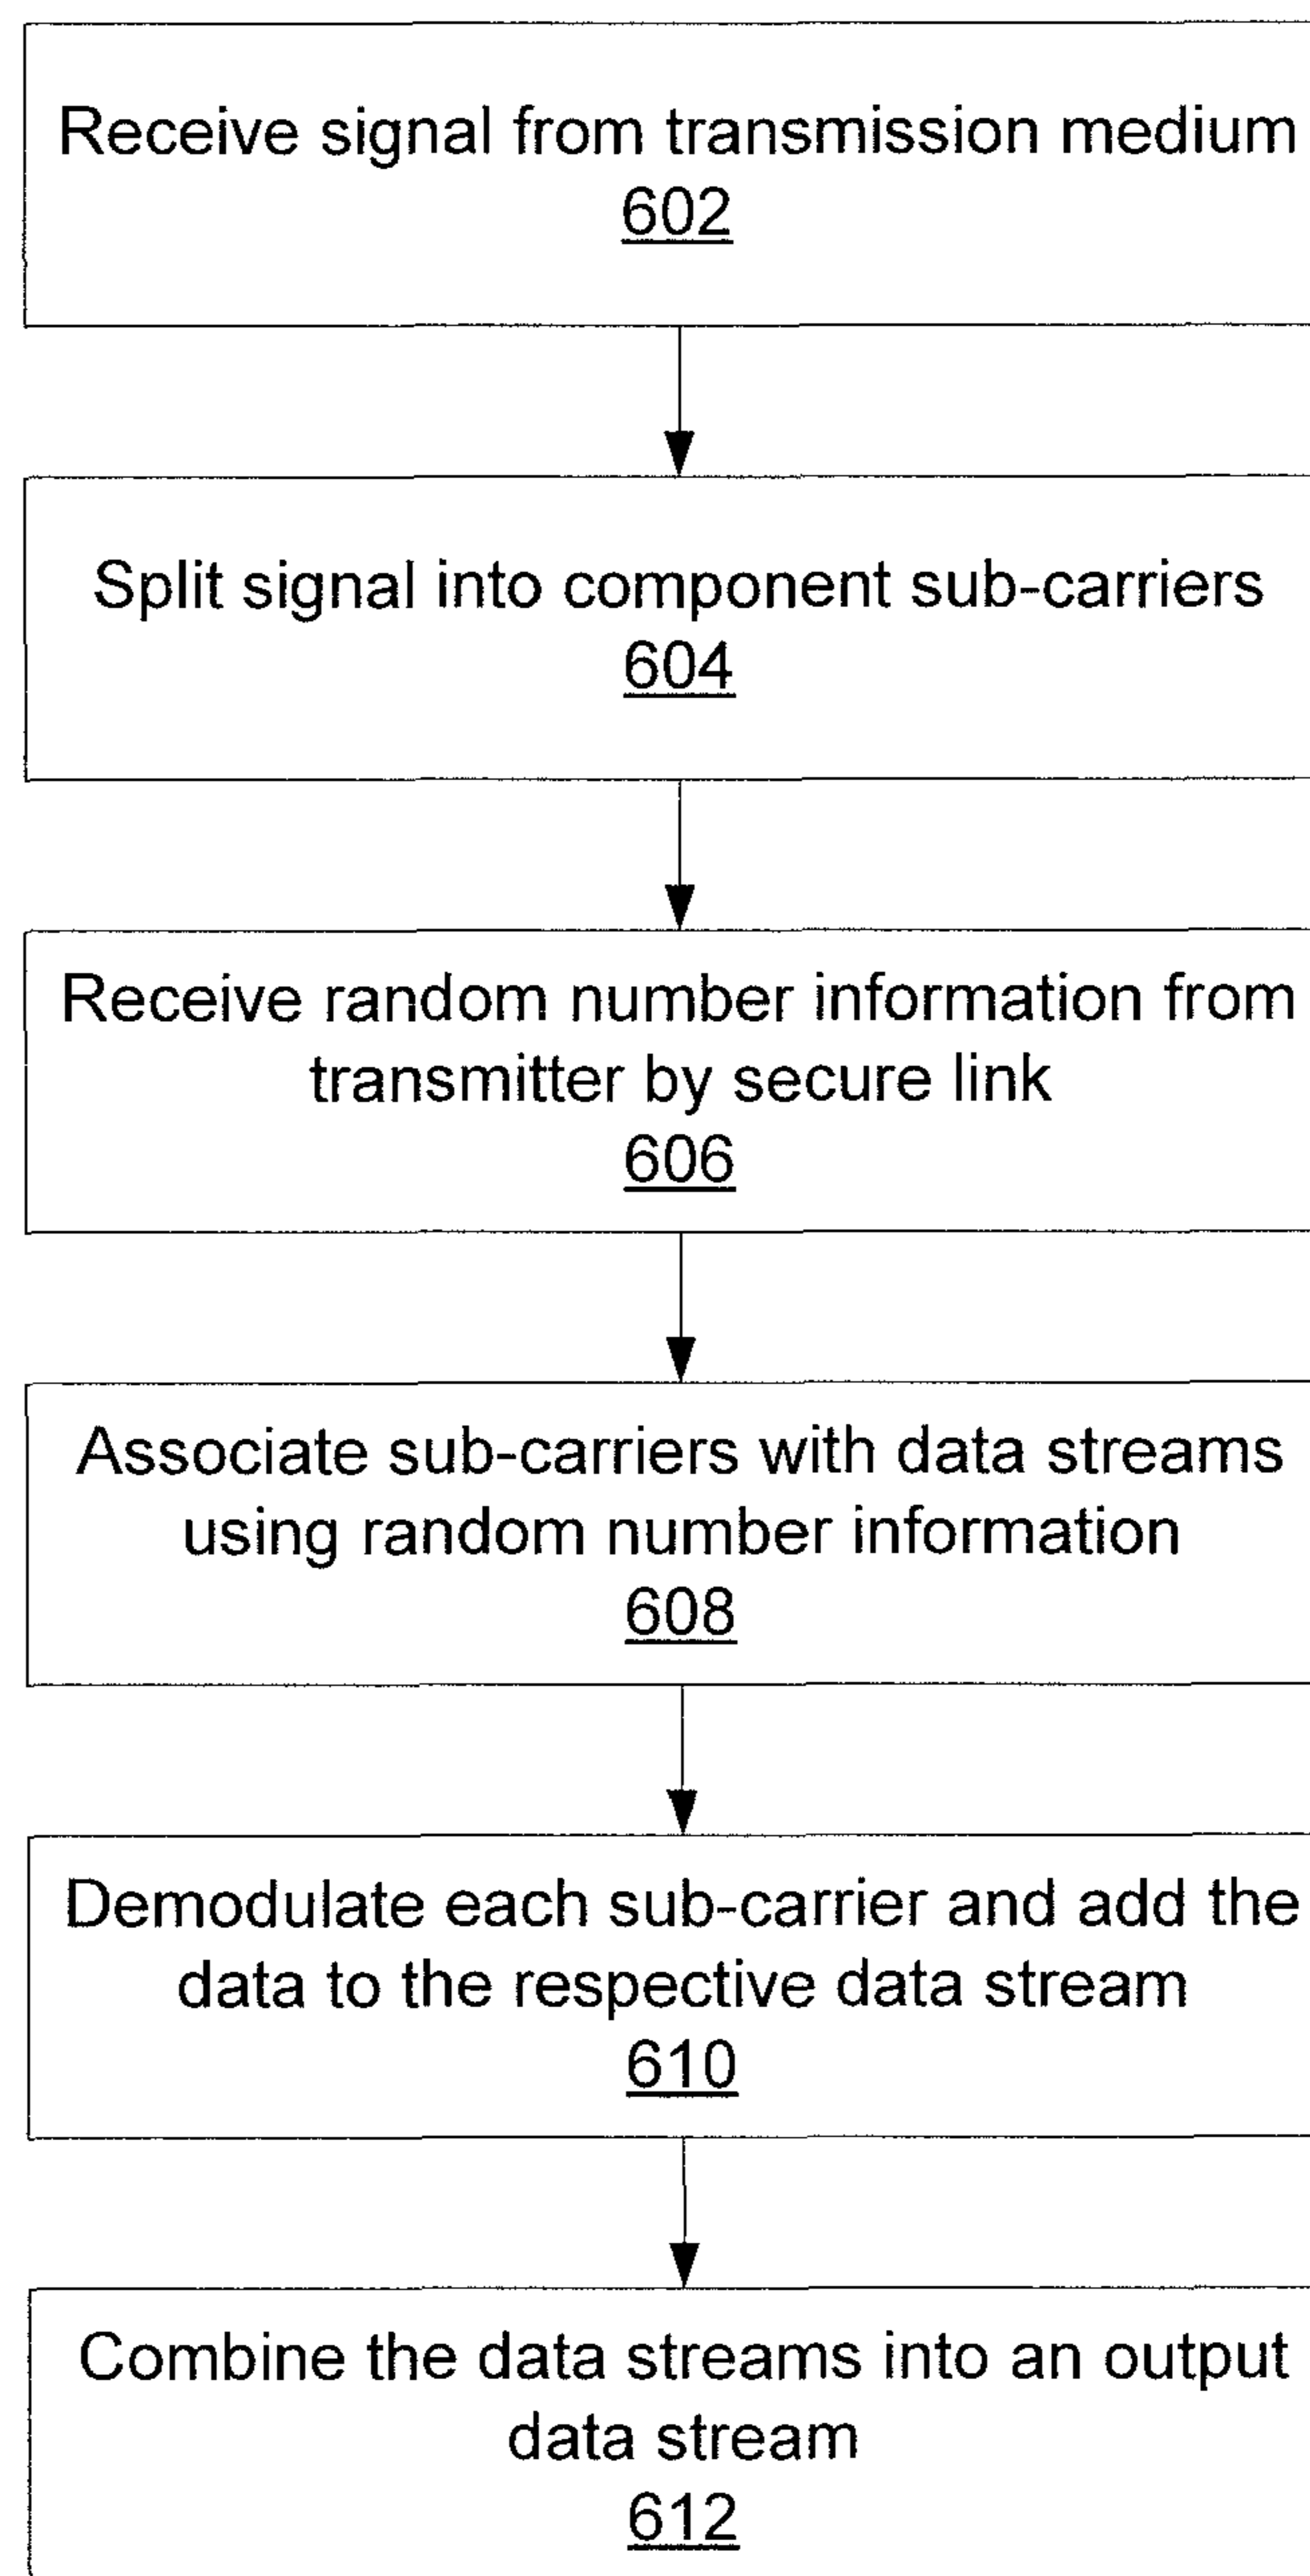 Receive signal from transmission medium
602
Split signal into component sub-carriers
604
Receive random number information from
transmitter by secure link
606
Associate sub-carriers with data streams
using random number information
608
Demodulate each sub-carrier and add the
data to the respective data stream
610
Combine the data streams into an output
data stream
612